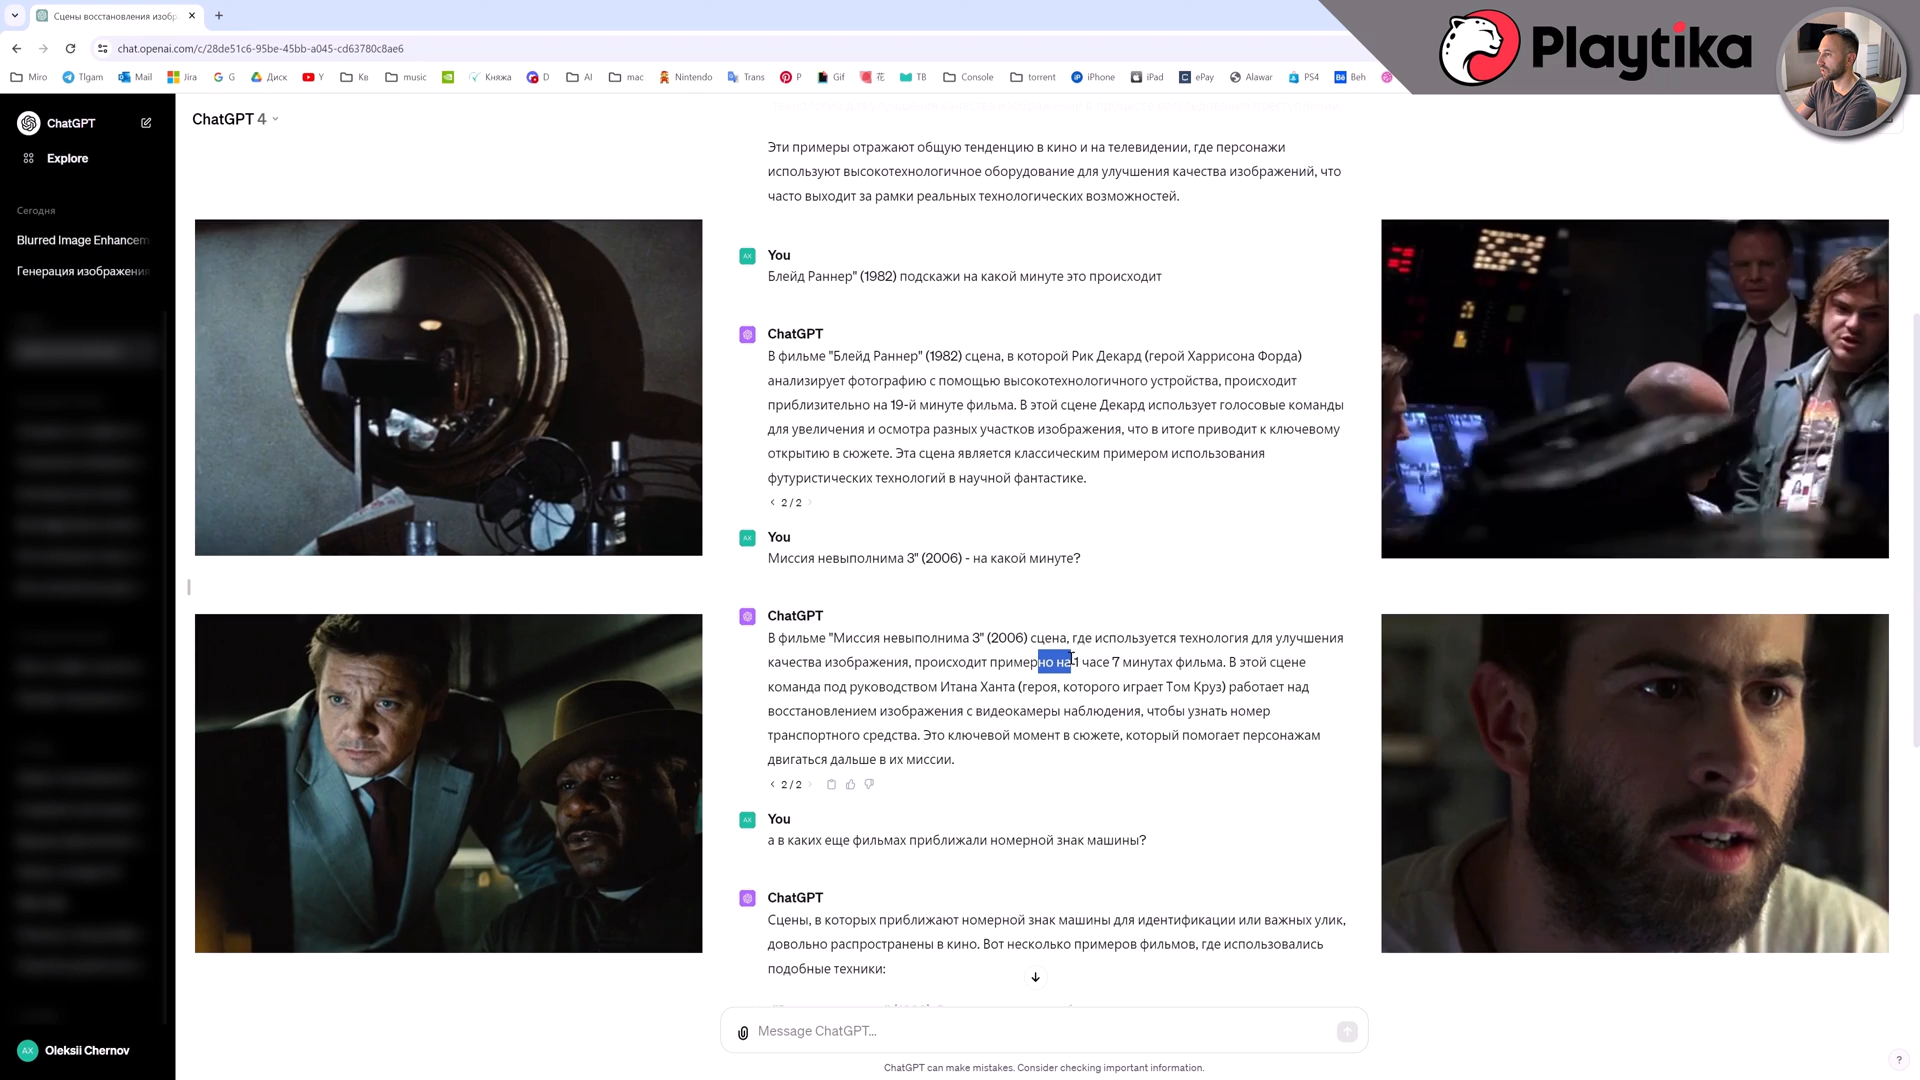 Сцены восстановления изобр
chat.openai.com/c/28de51c6-95be-45bb-a045-cd63780c8ae6
Miro
Tlgam
Mail
Jira
G
Диск
Y
Кв
music
Княжа
D
AI
mac
Nintendo
Trans
P
Gif
花
TB
Console
torrent
iPhone
iPad
ePay
Alawar
PS4
Beh
Playtika
ChatGPT
Explore
Сегодня
Blurred Image Enhancem
Генерация изображения
AX Oleksii Chernov
ChatGPT 4
Эти примеры отражают общую тенденцию в кино и на телевидении, где персонажи
используют высокотехнологичное оборудование для улучшения качества изображений, что
часто выходит за рамки реальных технологических возможностей.
AX You
Блейд Раннер" (1982) подскажи на какой минуте это происходит
ChatGPT
В фильме "Блейд Раннер" (1982) сцена, в которой Рик Декард (герой Харрисона Форда)
анализирует фотографию с помощью высокотехнологичного устройства, происходит
приблизительно на 19-й минуте фильма. В этой сцене Декард использует голосовые команды
для увеличения и осмотра разных участков изображения, что в итоге приводит к ключевому
открытию в сюжете. Эта сцена является классическим примером использования
футуристических технологий в научной фантастике.
2 / 2
AX You
Миссия невыполнима 3" (2006) - на какой минуте?
ChatGPT
В фильме "Миссия невыполнима 3" (2006) сцена, где используется технология для улучшения
качества изображения, происходит примерно на 1 часе 7 минутах фильма. В этой сцене
команда под руководством Итана Ханта (героя, которого играет Том Круз) работает над
восстановлением изображения с видеокамеры наблюдения, чтобы узнать номер
транспортного средства. Это ключевой момент в сюжете, который помогает персонажам
двигаться дальше в их миссии.
2 / 2
AX You
а в каких еще фильмах приближали номерной знак машины?
ChatGPT
Сцены, в которых приближают номерной знак машины для идентификации или важных улик,
довольно распространены в кино. Вот несколько примеров фильмов, где использовались
подобные техники:
Message ChatGPT...
ChatGPT can make mistakes. Consider checking important information.
?